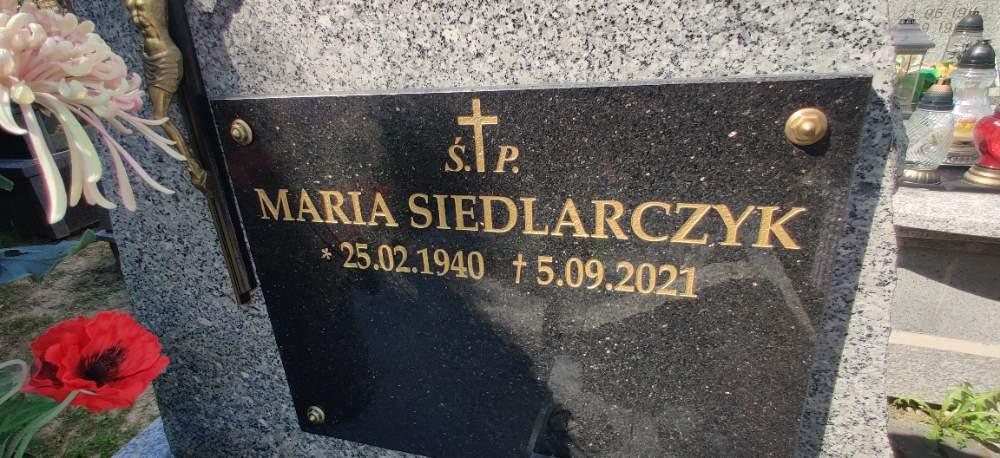 Ś. P.
MARIA SIEDLARCZYK
* 25.02.1940 † 5.09.2021